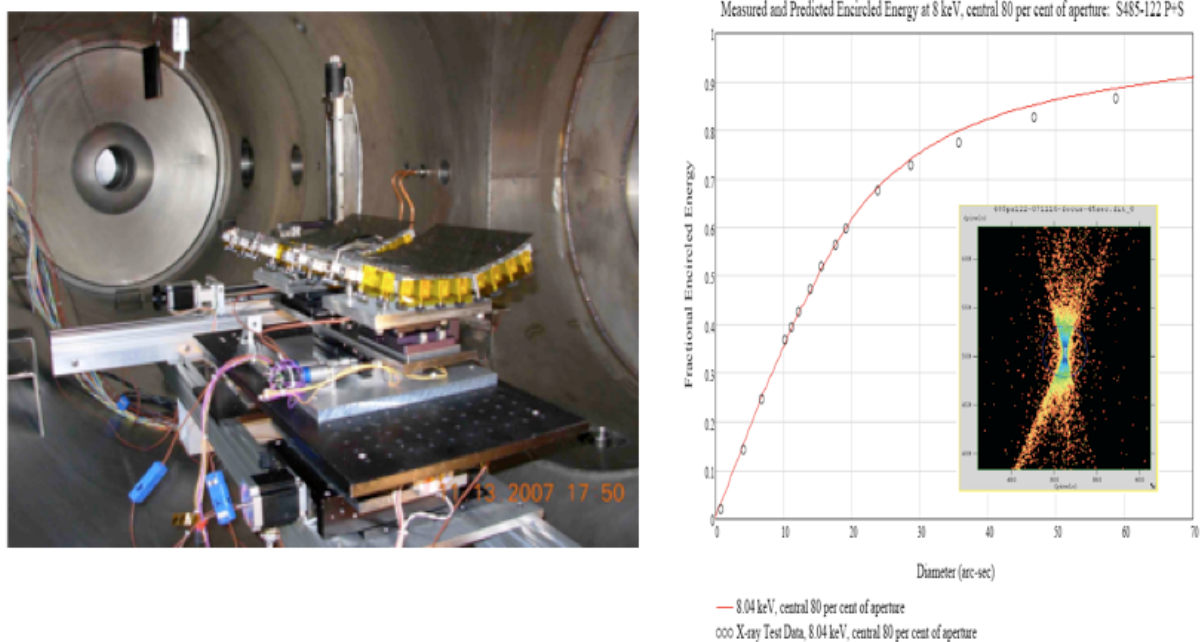 Measured and Predicted Encircled Energy at 8 keV, central 80 per cent of aperture: S485-122 P+S
1
0.9
0.8
0.7
0.6
0.5
0.4
0.3
0.2
0.1
0
Fractional Encircled Energy
0 10 20 30 40 50 60 70
Diameter (arc-sec)
8.04 keV, central 80 per cent of aperture
X-ray Test Data, 8.04 keV, central 80 per cent of aperture
(pixels)
(pixels)
13 2007 17 50